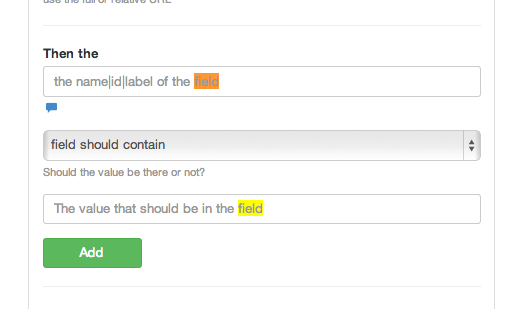 use the full or relative URL
Then the
the name|id|label of the field
field should contain
Should the value be there or not?
The value that should be in the field
Add